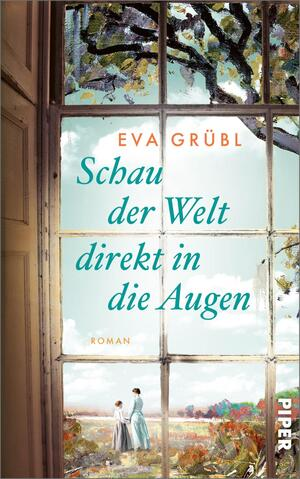 EVA GRÜBL
Schau
der Welt
direkt in
die Augen
ROMAN
PIPER